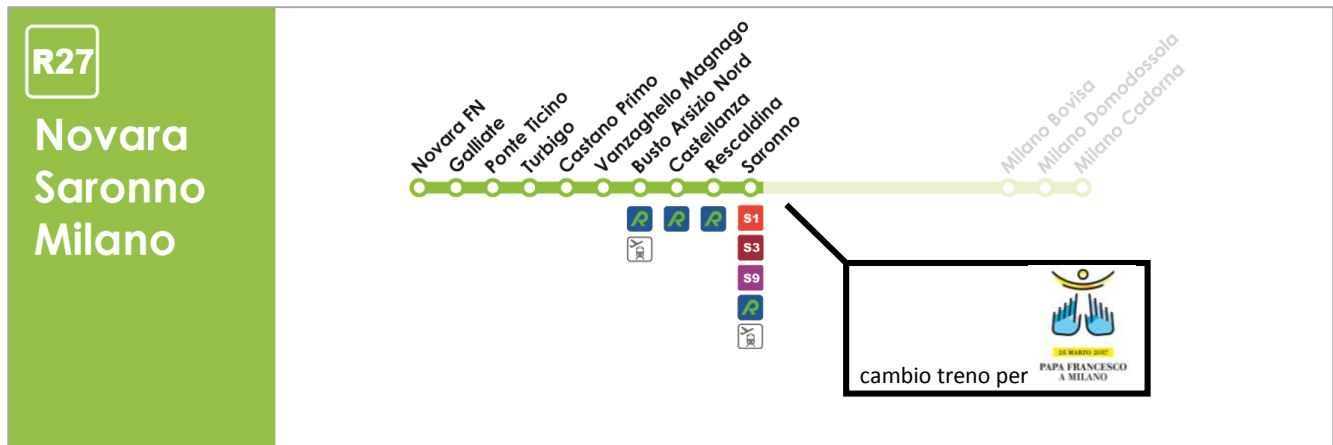 R27
Novara
Saronno
Milano
Novara FN
Galliate
Ponte Ticino
Turbigo
Castano Primo
Vanzaghello Magnago
Busto Arsizio Nord
Castellanza
Rescaldina
Saronno
Milano Bovisa
Milano Domodossola
Milano Cadorna
R
R
R
S1
S3
S9
R
cambio treno per
25 MARZO 2017
PAPA FRANCESCO
A MILANO